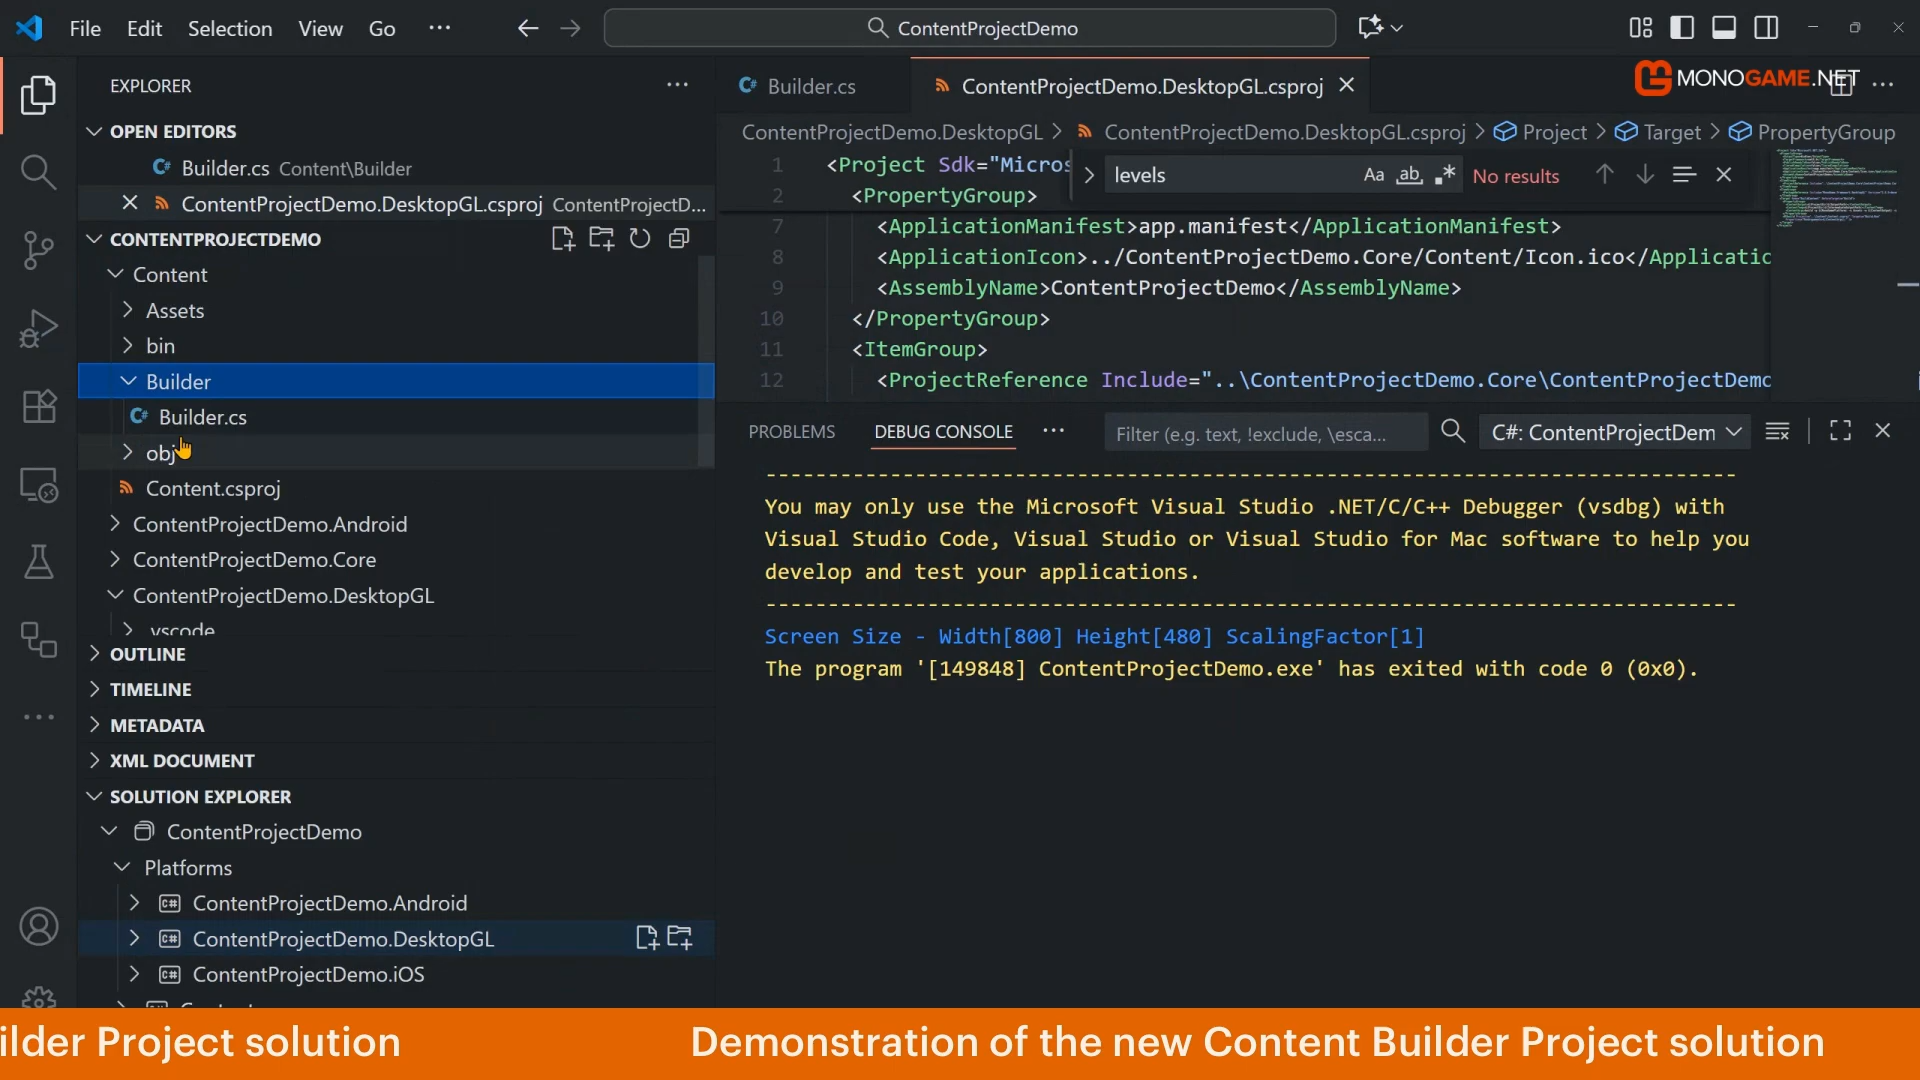 File Edit Selection View Go ··· ContentProjectDemo
EXPLORER
OPEN EDITORS
Builder.cs Content\Builder
ContentProjectDemo.DesktopGL.csproj ContentProjectD...
CONTENTPROJECTDEMO
Content
Assets
bin
Builder
Builder.cs
obj
Content.csproj
ContentProjectDemo.Android
ContentProjectDemo.Core
ContentProjectDemo.DesktopGL
.vscode
OUTLINE
TIMELINE
METADATA
XML DOCUMENT
SOLUTION EXPLORER
ContentProjectDemo
Platforms
ContentProjectDemo.Android
ContentProjectDemo.DesktopGL
ContentProjectDemo.iOS
Builder.cs ContentProjectDemo.DesktopGL.csproj
MONOGAME.NET
ContentProjectDemo.DesktopGL > ContentProjectDemo.DesktopGL.csproj > Project > Target > PropertyGroup
levels Aa ab .* No results
1 <Project Sdk="Micros
2 <PropertyGroup>
7 <ApplicationManifest>app.manifest</ApplicationManifest>
8 <ApplicationIcon>../ContentProjectDemo.Core/Content/Icon.ico</Applicatic
9 <AssemblyName>ContentProjectDemo</AssemblyName>
10 </PropertyGroup>
11 <ItemGroup>
12 <ProjectReference Include="..\ContentProjectDemo.Core\ContentProjectDemo
PROBLEMS DEBUG CONSOLE ··· Filter (e.g. text, !exclude, \esca... C#: ContentProjectDem
--------------------------------------------------------------------------
You may only use the Microsoft Visual Studio .NET/C/C++ Debugger (vsdbg) with
Visual Studio Code, Visual Studio or Visual Studio for Mac software to help you
develop and test your applications.
--------------------------------------------------------------------------
Screen Size - Width[800] Height[480] ScalingFactor[1]
The program '[149848] ContentProjectDemo.exe' has exited with code 0 (0x0).
ilder Project solution Demonstration of the new Content Builder Project solution